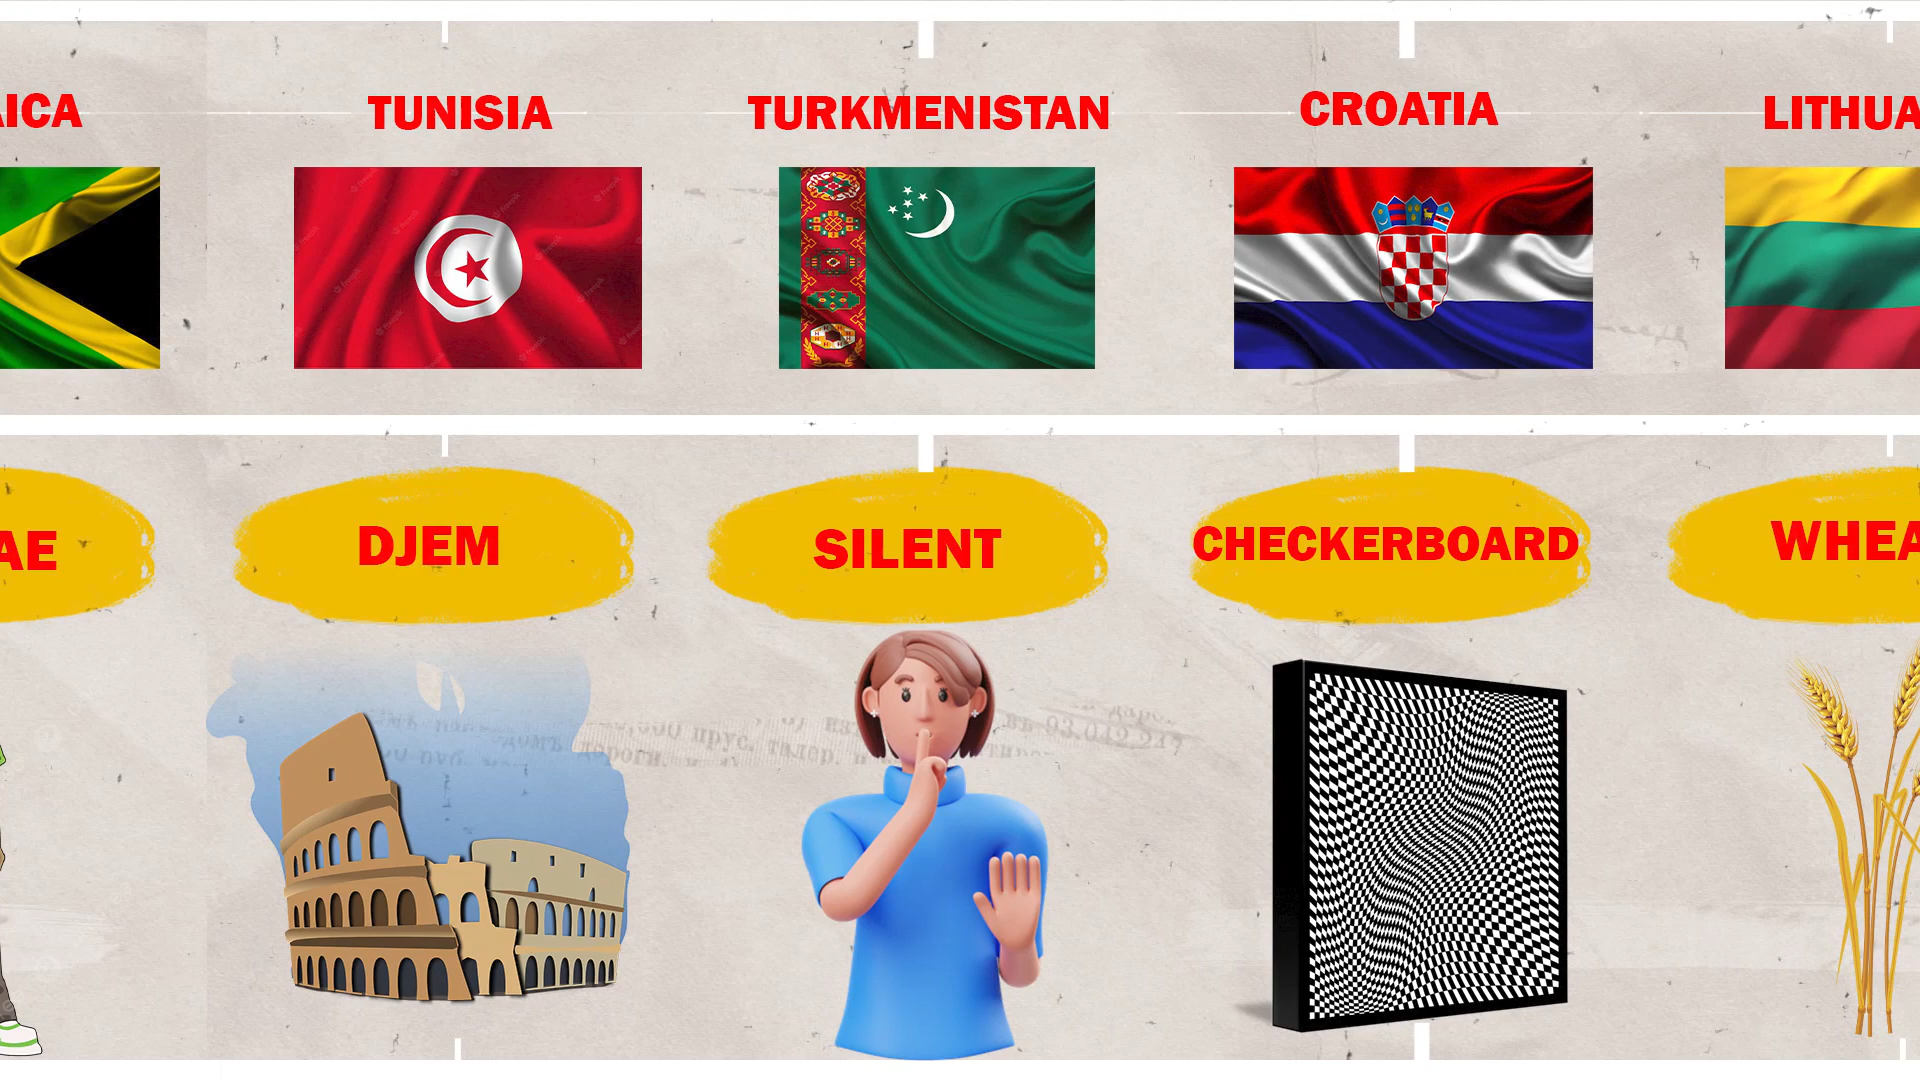 AICA
TUNISIA
TURKMENISTAN
CROATIA
LITHUA
AE
DJEM
SILENT
CHECKERBOARD
WHEA